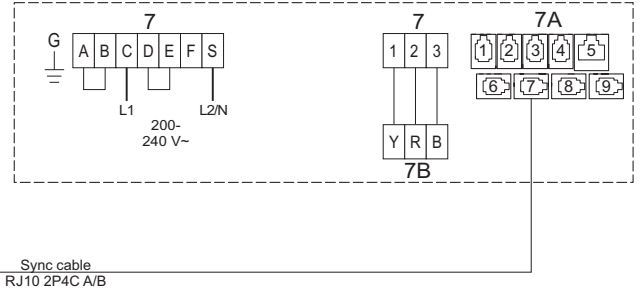 7 7 7A
G
A B C D E F S
1 2 3
1 2 3 4 5
6 7 8 9
L1 L2/N
200-
240 V~
Y R B
7B
Sync cable
RJ10 2P4C A/B